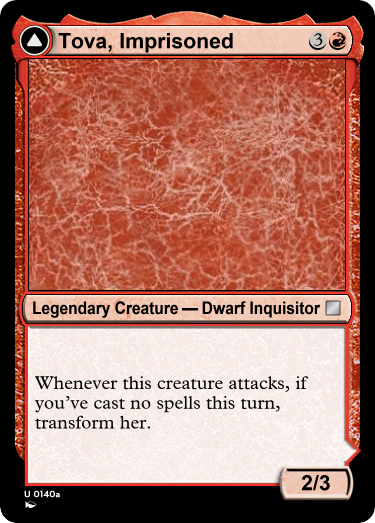 Tova, Imprisoned 3
Legendary Creature — Dwarf Inquisitor
Whenever this creature attacks, if
you've cast no spells this turn,
transform her.
2/3
U 0140a